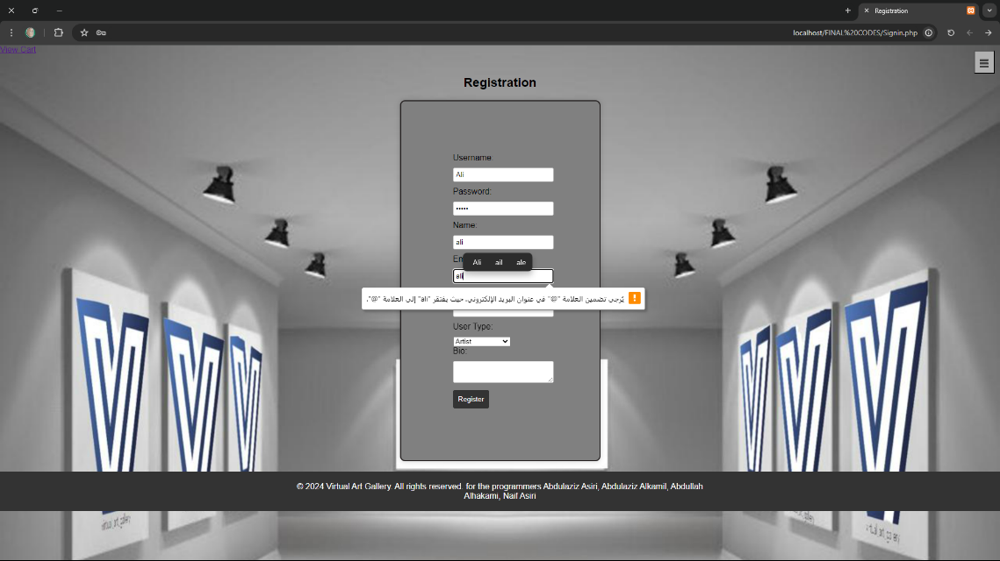 Registration
localhost/FINAL%20CODES/Signin.php
View Cart
Registration
Username:
Ali
Password:
•••••
Name:
ali
Ali ail ale
ali
يُرجى تضمين العلامة "@" في عنوان البريد الإلكتروني، حيث يفتقر "ali" إلى العلامة "@".
User Type:
Artist
Bio:
Register
© 2024 Virtual Art Gallery. All rights reserved. for the programmers Abdulaziz Asiri, Abdulaziz Alkamil, Abdullah
Alhakami, Naif Asiri